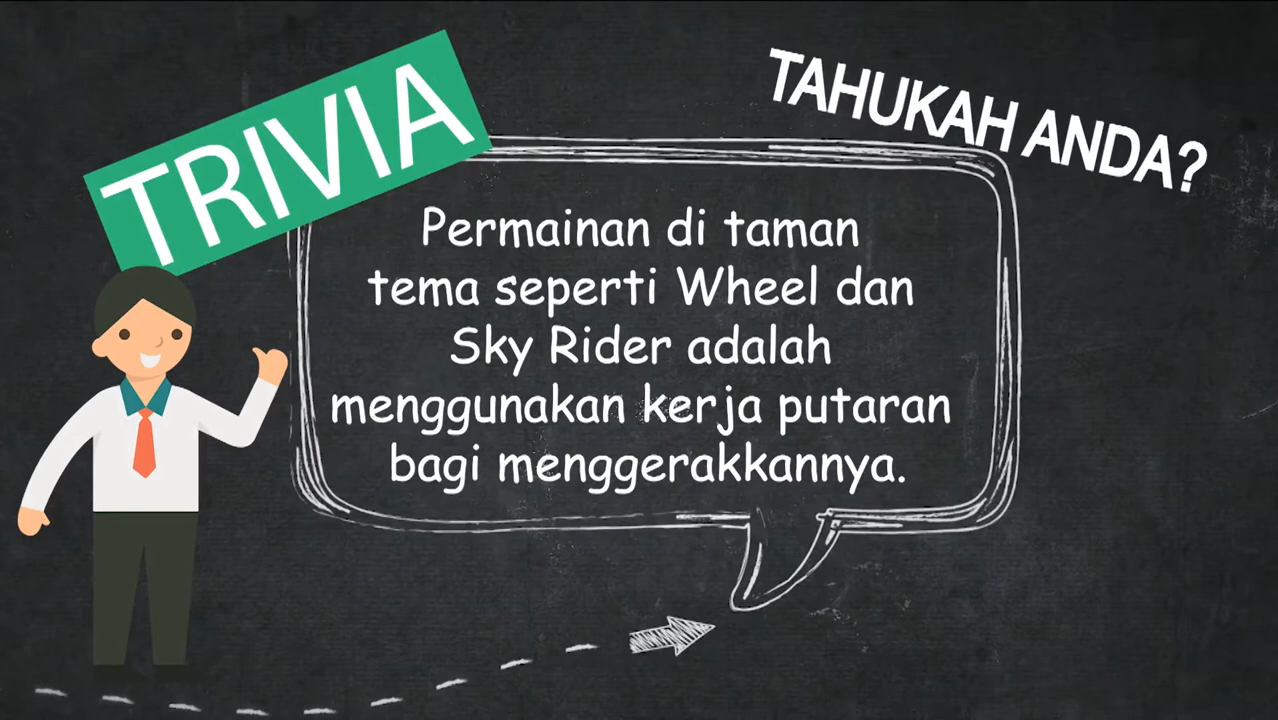 TRIVIA
TAHUKAH ANDA?
Permainan di taman
tema seperti Wheel dan
Sky Rider adalah
menggunakan kerja putaran
bagi menggerakkannya.